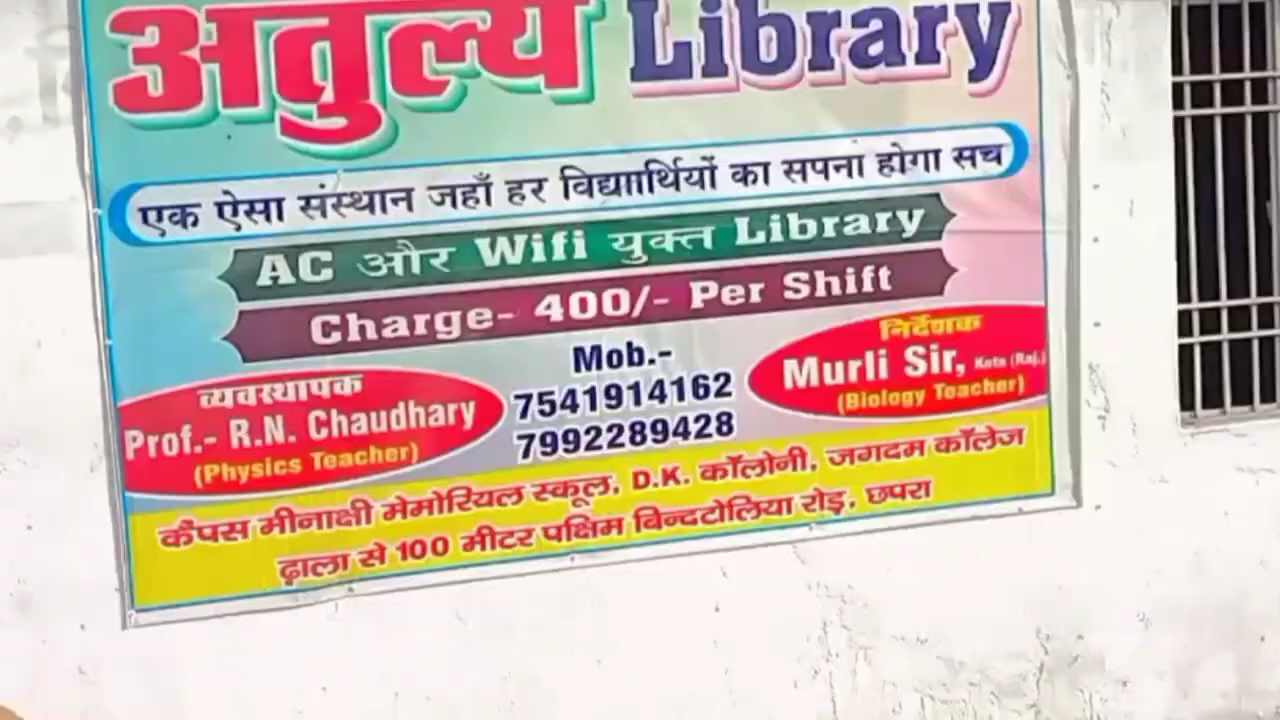 अतुल्य Library
एक ऐसा संस्थान जहाँ हर विद्यार्थियों का सपना होगा सच
AC और Wifi युक्त Library
Charge- 400/- Per Shift
व्यवस्थापक
Prof.- R.N. Chaudhary
(Physics Teacher)
Mob.-
7541914162
7992289428
निर्देशक
Murli Sir, Kota (Raj.)
(Biology Teacher)
कैंपस मीनाक्षी मेमोरियल स्कूल, D.K. कॉलोनी, जगदम कॉलेज
ढ़ाला से 100 मीटर पक्षिम बिन्दटोलिया रोड़, छपरा